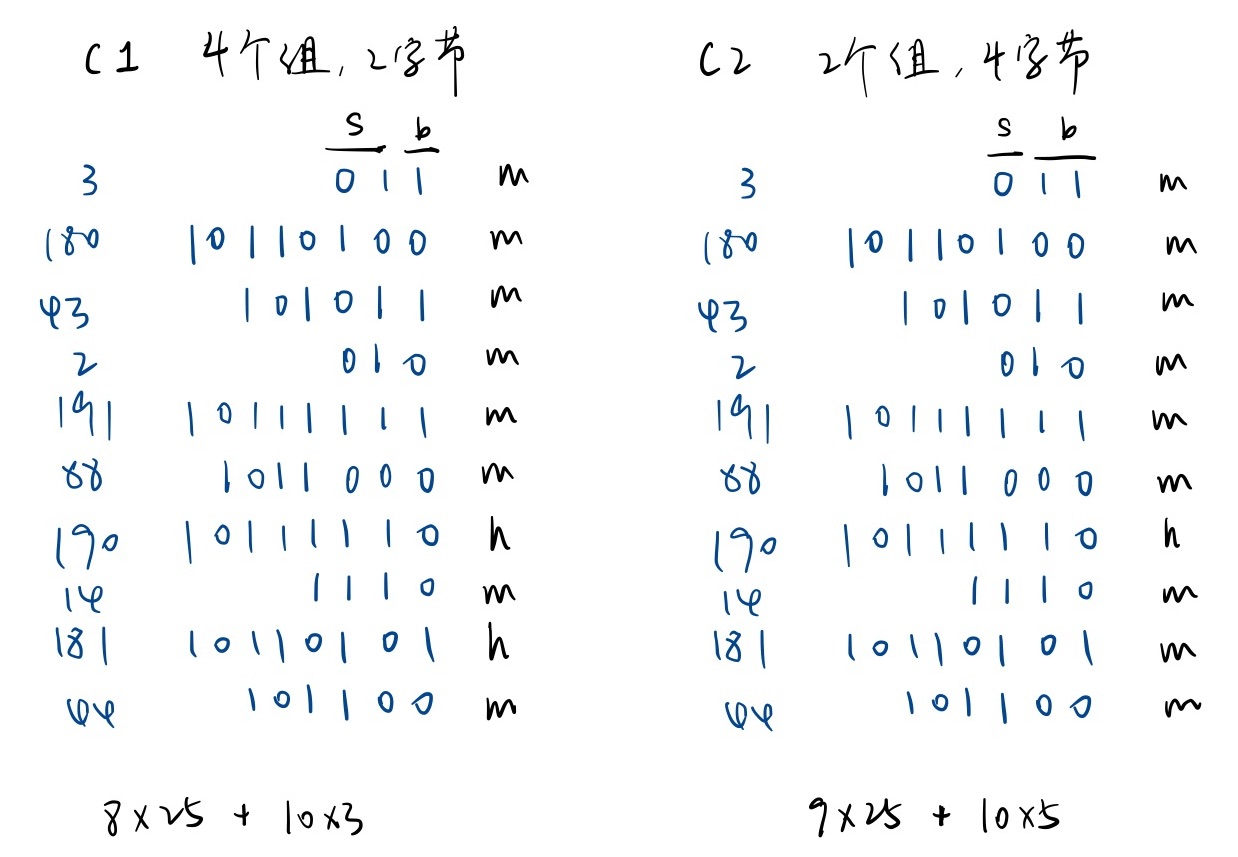 C1 4个组, 2字节
s b
3 0 1 1 m
180 1 0 1 1 0 1 0 0 m
43 1 0 1 0 1 1 m
2 0 1 0 m
191 1 0 1 1 1 1 1 1 m
88 1 0 1 1 0 0 0 m
190 1 0 1 1 1 1 1 0 h
14 1 1 1 0 m
181 1 0 1 1 0 1 0 1 h
44 1 0 1 1 0 0 m
8×25 + 10×3
C2 2个组, 4字节
s b
3 0 1 1 m
180 1 0 1 1 0 1 0 0 m
43 1 0 1 0 1 1 m
2 0 1 0 m
191 1 0 1 1 1 1 1 1 m
88 1 0 1 1 0 0 0 m
190 1 0 1 1 1 1 1 0 h
14 1 1 1 0 m
181 1 0 1 1 0 1 0 1 m
44 1 0 1 1 0 0 m
9×25 + 10×5